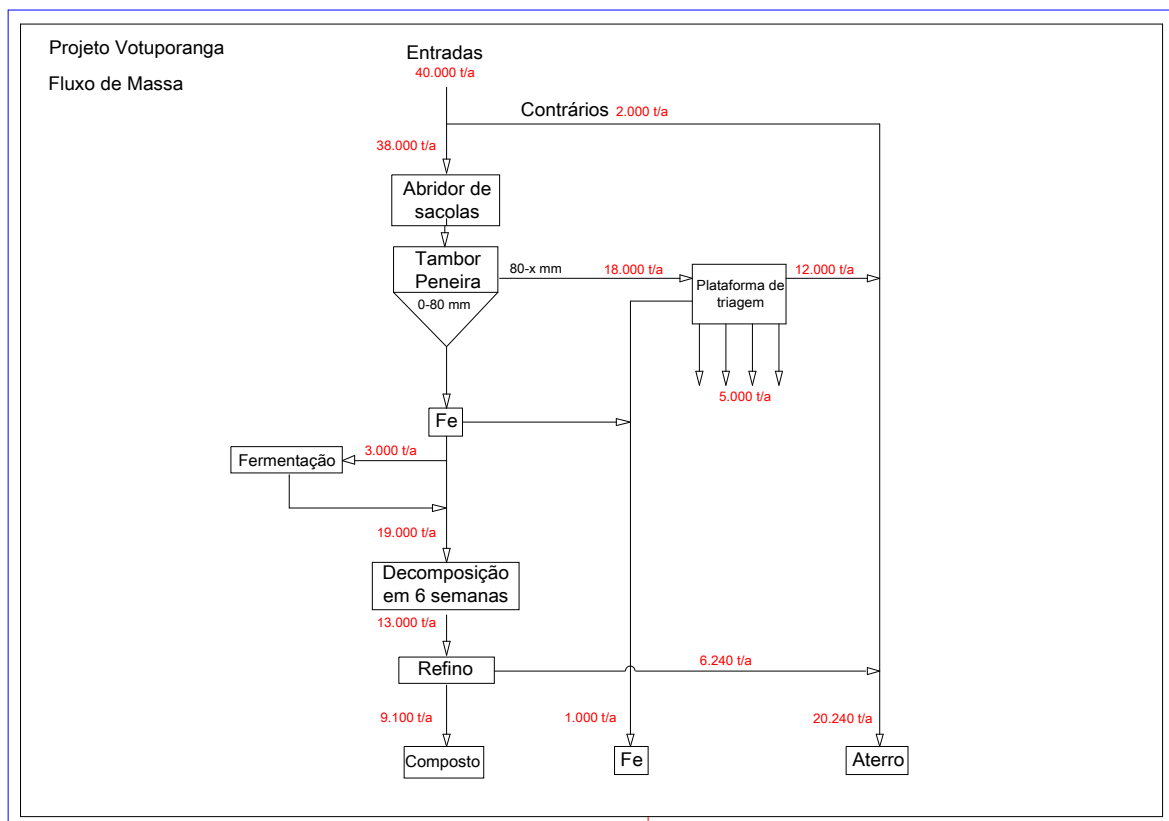 Projeto Votuporanga
Fluxo de Massa
Entradas
40.000 t/a
Contrários 2.000 t/a
38.000 t/a
Abridor de
sacolas
Tambor
Peneira
0-80 mm
80-x mm
18.000 t/a
Plataforma de
triagem
12.000 t/a
5.000 t/a
Fe
3.000 t/a
Fermentação
19.000 t/a
Decomposição
em 6 semanas
13.000 t/a
Refino
6.240 t/a
9.100 t/a
1.000 t/a
20.240 t/a
Composto
Fe
Aterro